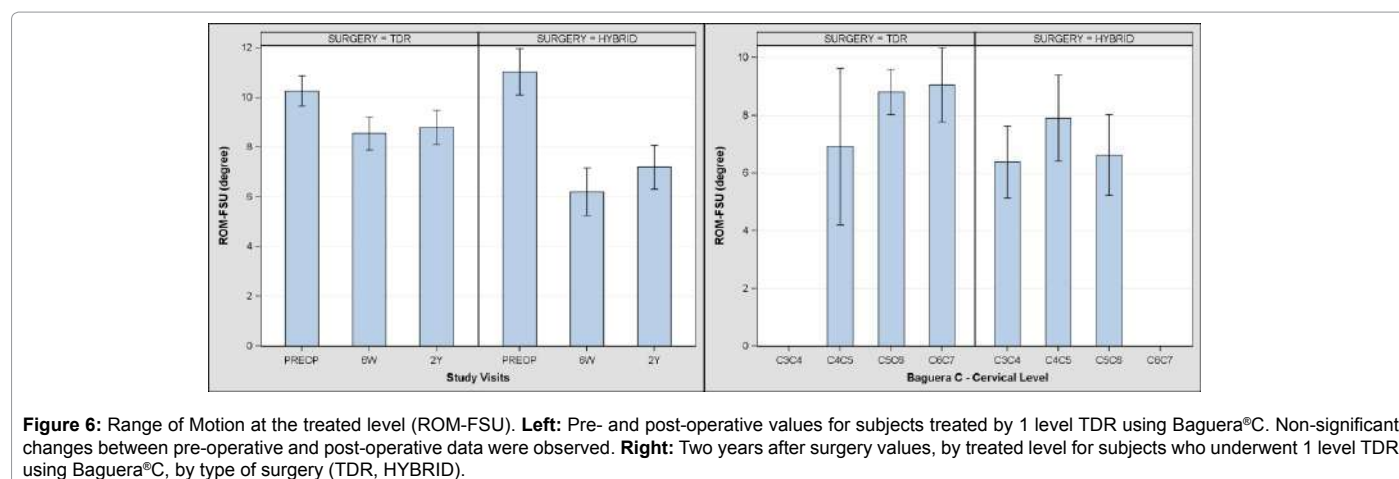 SURGERY = TDR SURGERY = HYBRID
12
10
8
6
4
2
0
ROM-FSU (degree)
PREOP 6W 2Y PREOP 6W 2Y
Study Visits
SURGERY = TDR SURGERY = HYBRID
10
8
6
4
2
0
ROM-FSU (degree)
C3C4 C4C5 C5C6 C6C7 C3C4 C4C5 C5C6 C6C7
Baguera C - Cervical Level
Figure 6: Range of Motion at the treated level (ROM-FSU). Left: Pre- and post-operative values for subjects treated by 1 level TDR using Baguera®C. Non-significant
changes between pre-operative and post-operative data were observed. Right: Two years after surgery values, by treated level for subjects who underwent 1 level TDR
using Baguera®C, by type of surgery (TDR, HYBRID).